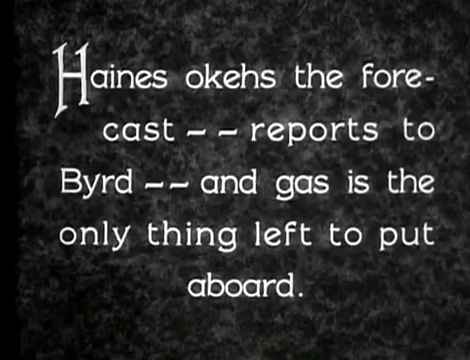 Haines okehs the fore-
cast -- reports to
Byrd -- and gas is the
only thing left to put
aboard.